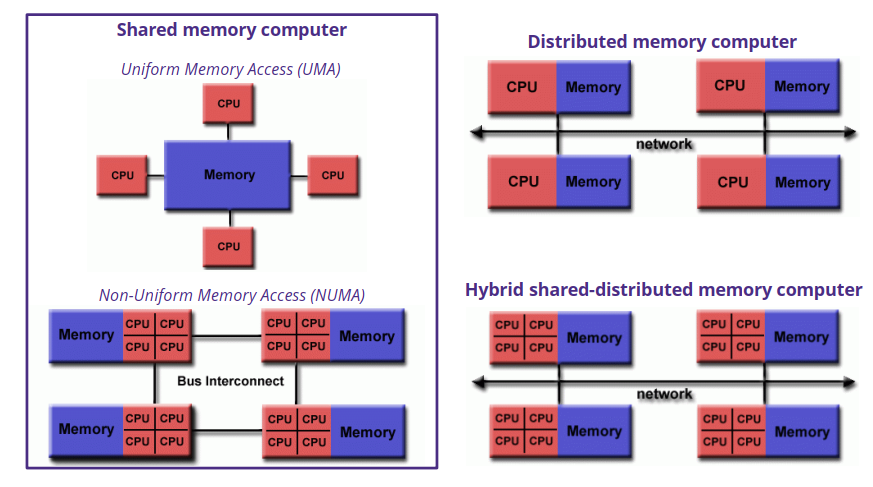 Shared memory computer
Uniform Memory Access (UMA)
CPU
CPU Memory CPU
CPU
Non-Uniform Memory Access (NUMA)
Memory CPU CPU CPU CPU Memory
CPU CPU CPU CPU
Bus Interconnect
Memory CPU CPU CPU CPU Memory
CPU CPU CPU CPU
Distributed memory computer
CPU Memory CPU Memory
network
CPU Memory CPU Memory
Hybrid shared-distributed memory computer
CPU CPU Memory CPU CPU Memory
CPU CPU CPU CPU
network
CPU CPU Memory CPU CPU Memory
CPU CPU CPU CPU